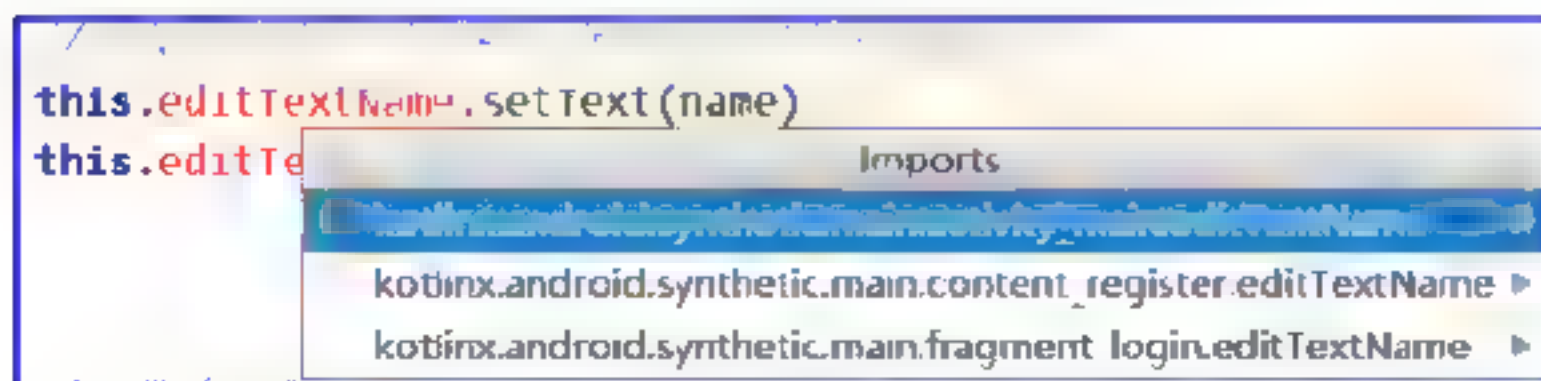 this.editTextName.setText(name)
this.editTe
Imports
kotlinx.android.synthetic.main.content_register.editTextName
kotlinx.android.synthetic.main.fragment_login.editTextName